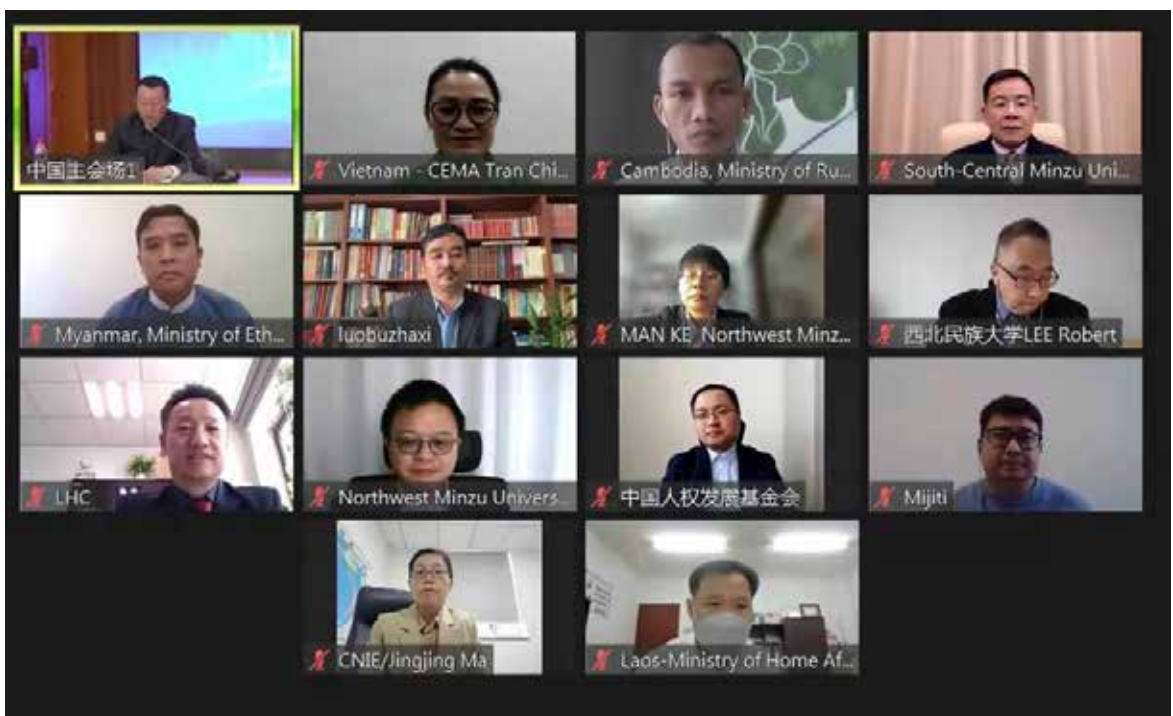 中国主会场1
Vietnam - CEMA Tran Chi...
Cambodia, Ministry of Ru...
South-Central Minzu Uni...
Myanmar, Ministry of Eth...
luobuzhaxi
MAN KE Northwest Minz...
西北民族大学LEE Robert
LHC
Northwest Minzu Univers...
中国人权发展基金会
Mijiti
CNIE/Jingjing Ma
Laos-Ministry of Home Af...